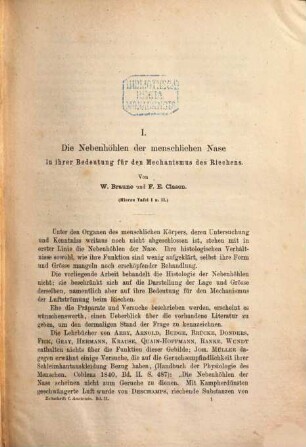 BIBLIOTHECA
REGIA
MONACENSIS
I.
Die Nebenhöhlen der menschlichen Nase
in ihrer Bedeutung für den Mechanismus des Riechens.
Von
W. Braune und F. E. Clasen.
(Hierzu Tafel I u. II.)
Unter den Organen des menschlichen Körpers, deren Untersuchung
und Kenntniss weitaus noch nicht abgeschlossen ist, stehen mit in
erster Linie die Nebenhöhlen der Nase. Ihre histologischen Verhält-
nisse sowohl, wie ihre Funktion sind wenig aufgeklärt, selbst ihre Form
und Grösse mangeln noch erschöpfender Behandlung.
Die vorliegende Arbeit behandelt die Histologie der Nebenhöhlen
nicht; sie beschränkt sich auf die Darstellung der Lage und Grösse
derselben, namentlich aber auf ihre Bedeutung für den Mechanismus
der Luftströmung beim Riechen.
Ehe die Präparate und Versuche beschrieben werden, erscheint es
wünschenswerth, einen Ueberblick über die vorhandene Literatur zu
geben, um den dermaligen Stand der Frage zu kennzeichnen.
Die Lehrbücher von ARNOLD, BIDDER, DONDERS,
FICK, GRAY, HERMANN, KRAUSE, QUAIN-HOFFMANN, RANKE, WUNDT
enthalten nichts über die Funktion dieser Gebilde; JOH. MÜLLER da-
gegen erwähnt einige Versuche, die auf die Geruchsempfindlichkeit ihrer
Schleimhautauskleidung Bezug haben, (Handbuch der Physiologie des
Menschen. Coblenz 1840, Bd. II. S. 487): „Die Nebenhöhlen der Nase
scheinen nicht zum Geruche zu dienen. Mit Kampherdünsten
geschwängerte Luft von DESCHAMPS, riechende Substanzen von
Zeitschrift f. Anatomie. Bd. II.